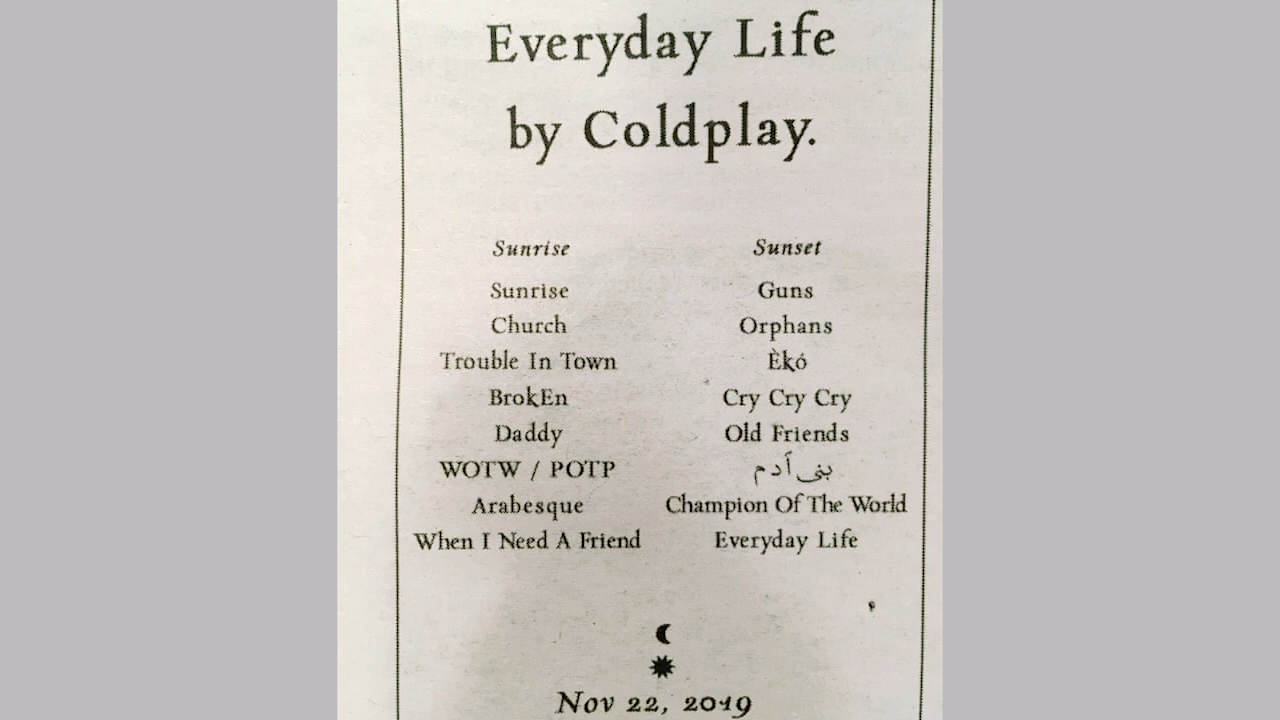 Everyday Life
by Coldplay.
Sunrise
Sunrise
Church
Trouble In Town
BrokEn
Daddy
WOTW / POTP
Arabesque
When I Need A Friend
Sunset
Guns
Orphans
Èkó
Cry Cry Cry
Old Friends
بنی آدم
Champion Of The World
Everyday Life
Nov 22, 2019